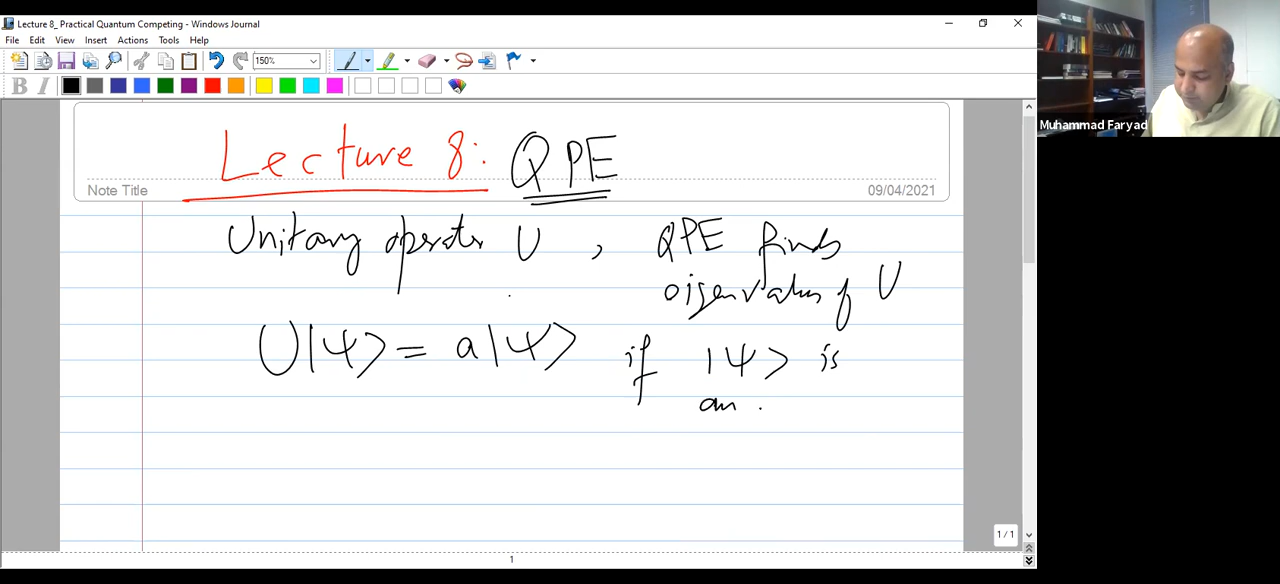 Lecture 8_ Practical Quantum Competing - Windows Journal
File Edit View Insert Actions Tools Help
150%
B I
Muhammad Faryad
Lecture 8: QPE
Note Title 09/04/2021
Unitary operator U , QPE finds
eigenvalues of U
U|ψ> = a|ψ> if |ψ> is
an
1 / 1
1